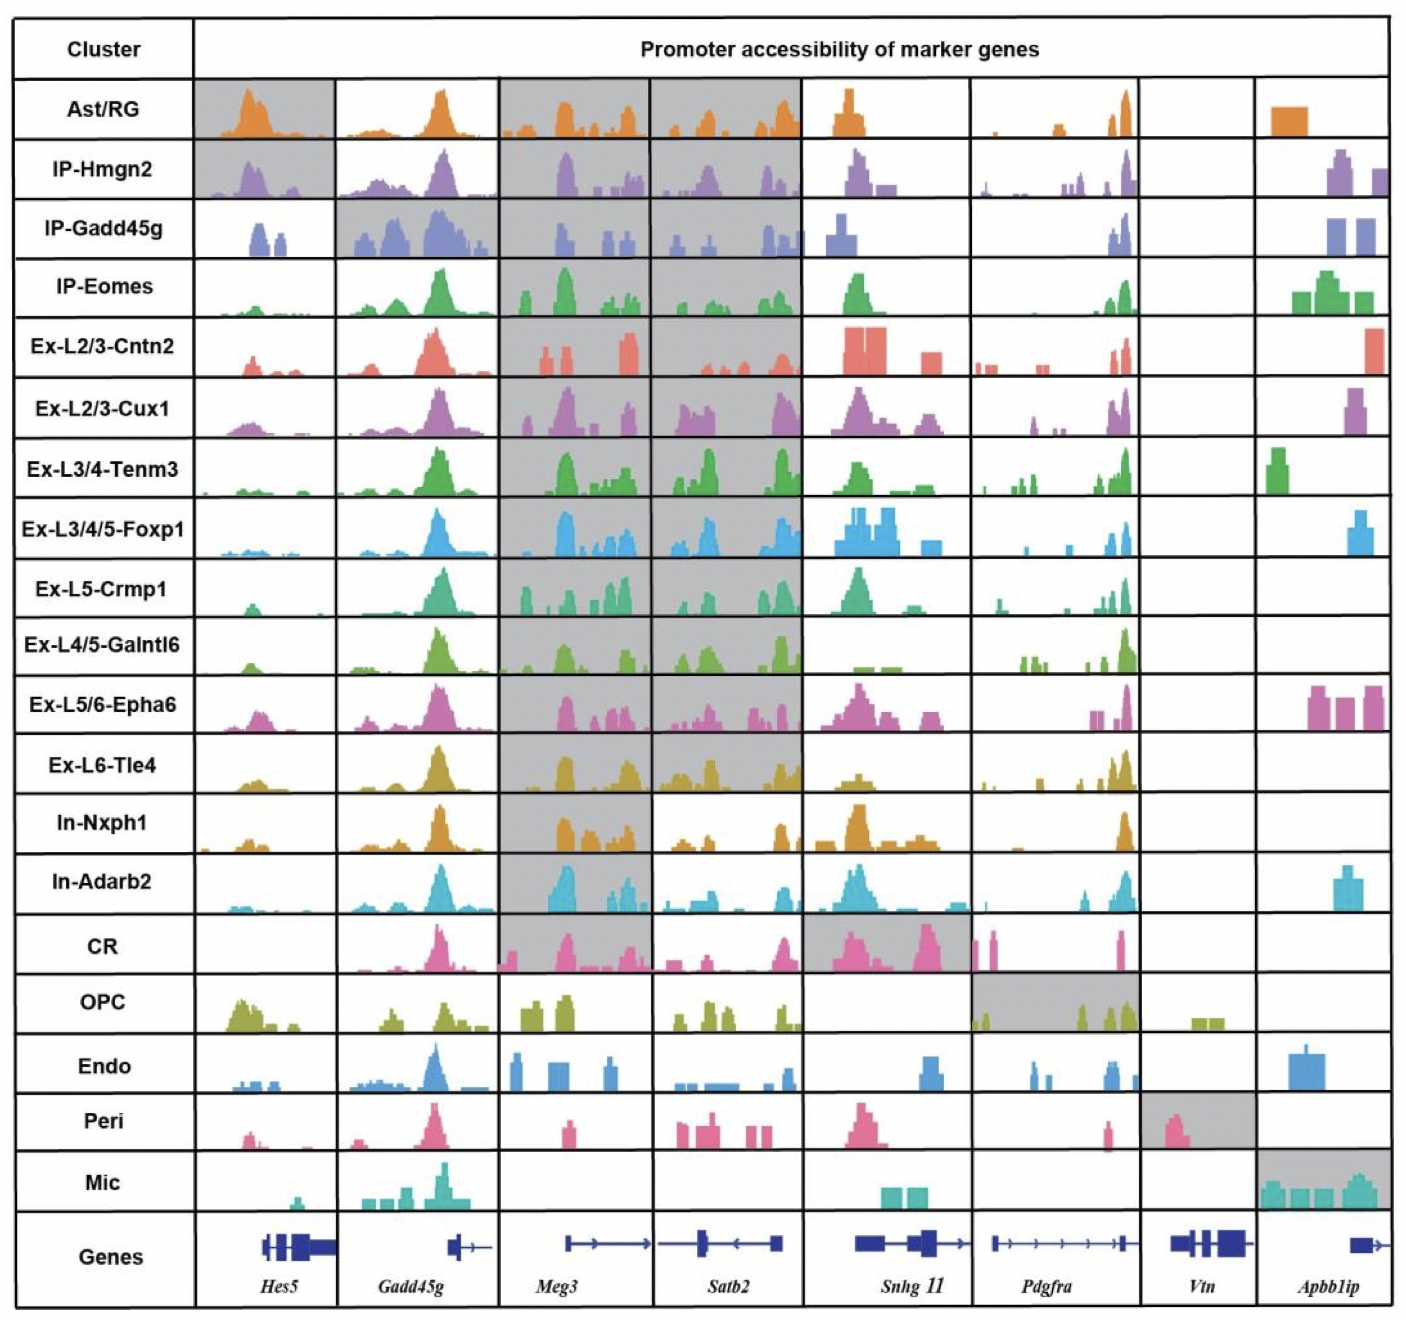 Cluster
Promoter accessibility of marker genes
Ast/RG
IP-Hmgn2
IP-Gadd45g
IP-Eomes
Ex-L2/3-Cntn2
Ex-L2/3-Cux1
Ex-L3/4-Tenm3
Ex-L3/4/5-Foxp1
Ex-L5-Crmp1
Ex-L4/5-Galntl6
Ex-L5/6-Epha6
Ex-L6-Tle4
In-Nxph1
In-Adarb2
CR
OPC
Endo
Peri
Mic
Genes
Hes5 Gadd45g Meg3 Satb2 Snhg 11 Pdgfra Vtn Apbb1ip